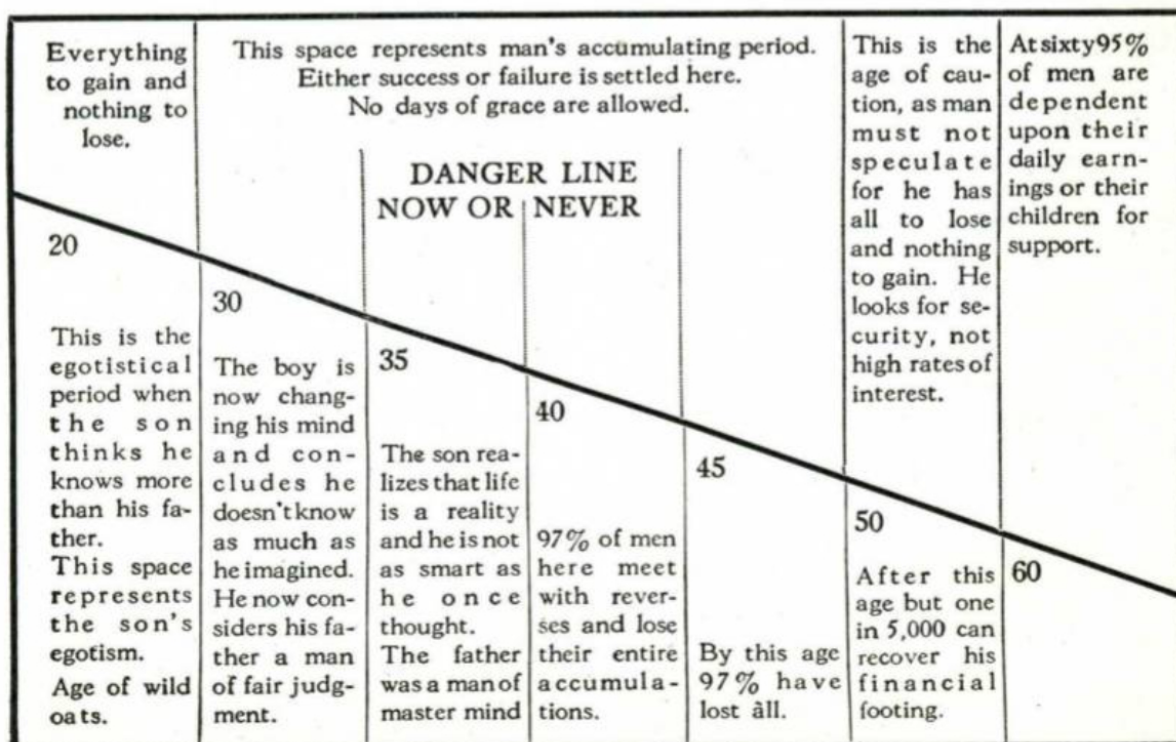 Everything
to gain and
nothing to
lose.
This space represents man's accumulating period.
Either success or failure is settled here.
No days of grace are allowed.
DANGER LINE
NOW OR NEVER
This is the
age of cau-
tion, as man
must not
speculate
for he has
all to lose
and nothing
to gain. He
looks for se-
curity, not
high rates of
interest.
At sixty 95%
of men are
dependent
upon their
daily earn-
ings or their
children for
support.
20
This is the
egotistical
period when
the son
thinks he
knows more
than his fa-
ther.
This space
represents
the son's
egotism.
Age of wild
oats.
30
The boy is
now chang-
ing his mind
and con-
cludes he
doesn't know
as much as
he imagined.
He now con-
siders his fa-
ther a man
of fair judg-
ment.
35
The son rea-
lizes that life
is a reality
and he is not
as smart as
he once
thought.
The father
was a man of
master mind
40
97% of men
here meet
with rever-
ses and lose
their entire
accumula-
tions.
45
By this age
97% have
lost all.
50
After this
age but one
in 5,000 can
recover his
financial
footing.
60